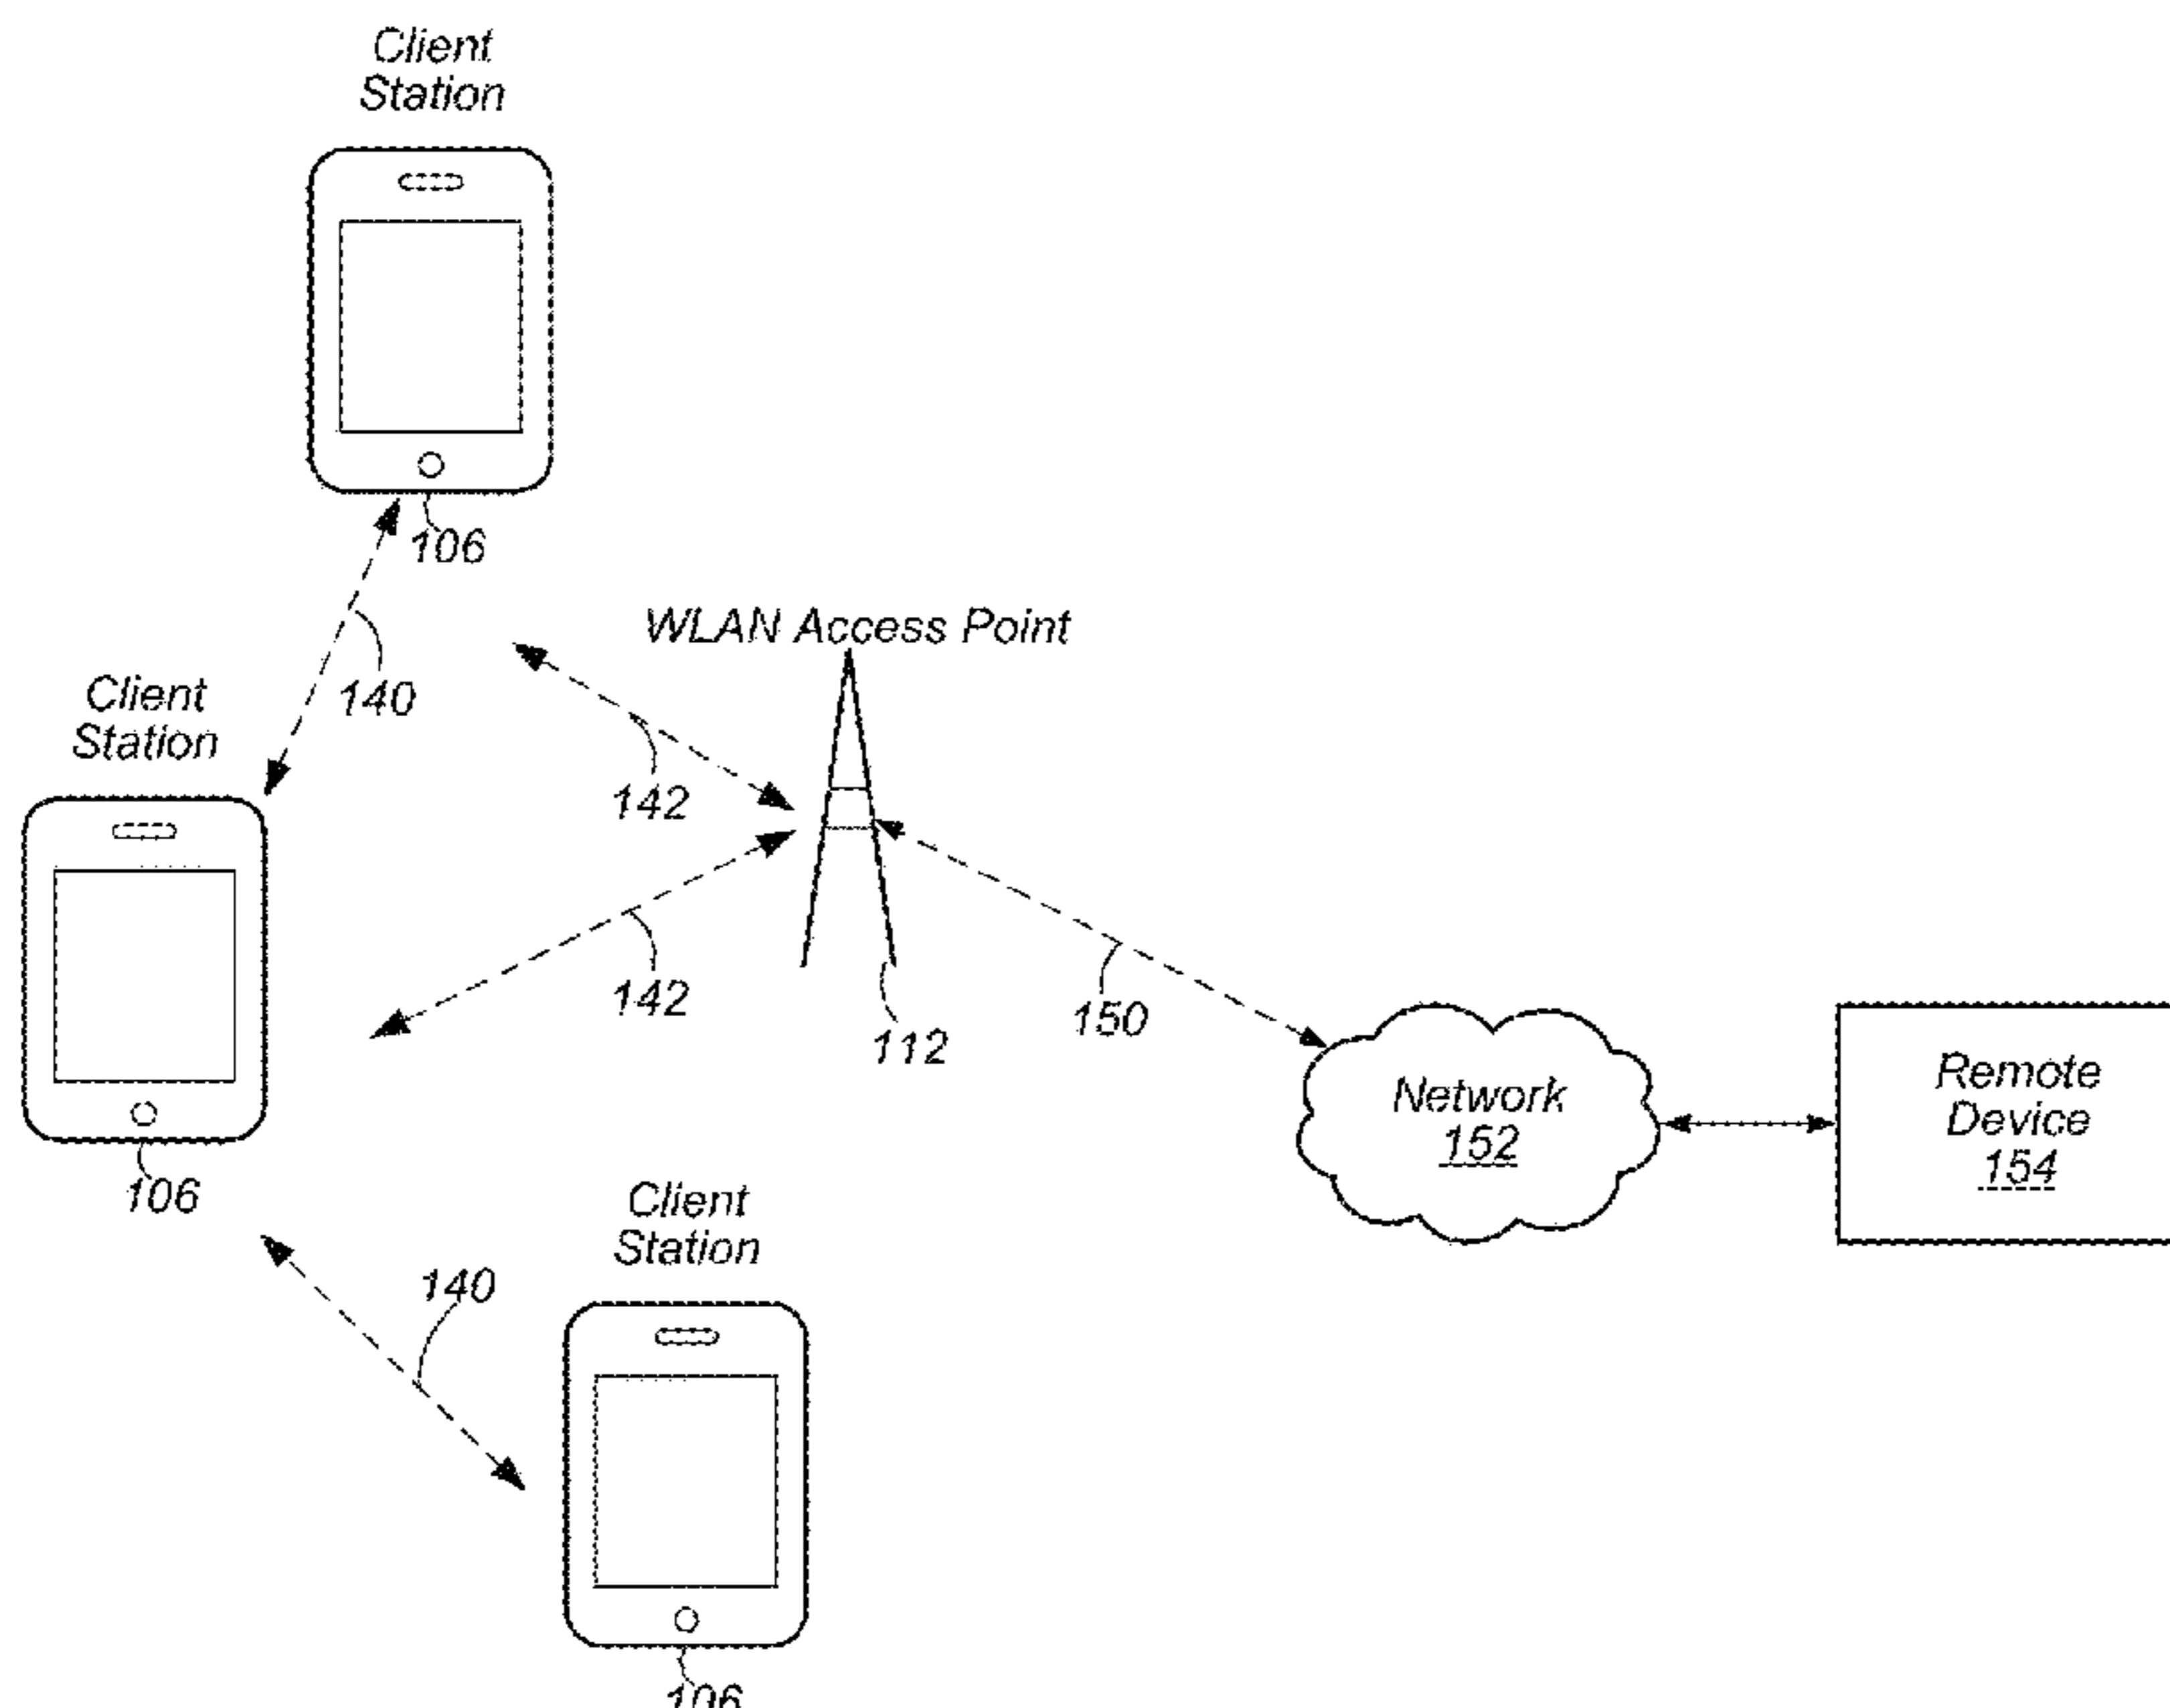 Client
Station
106
140
WLAN Access Point
142
Client
Station
142
112
150
106
Network
152
Remote
Device
154
Client
Station
140
106